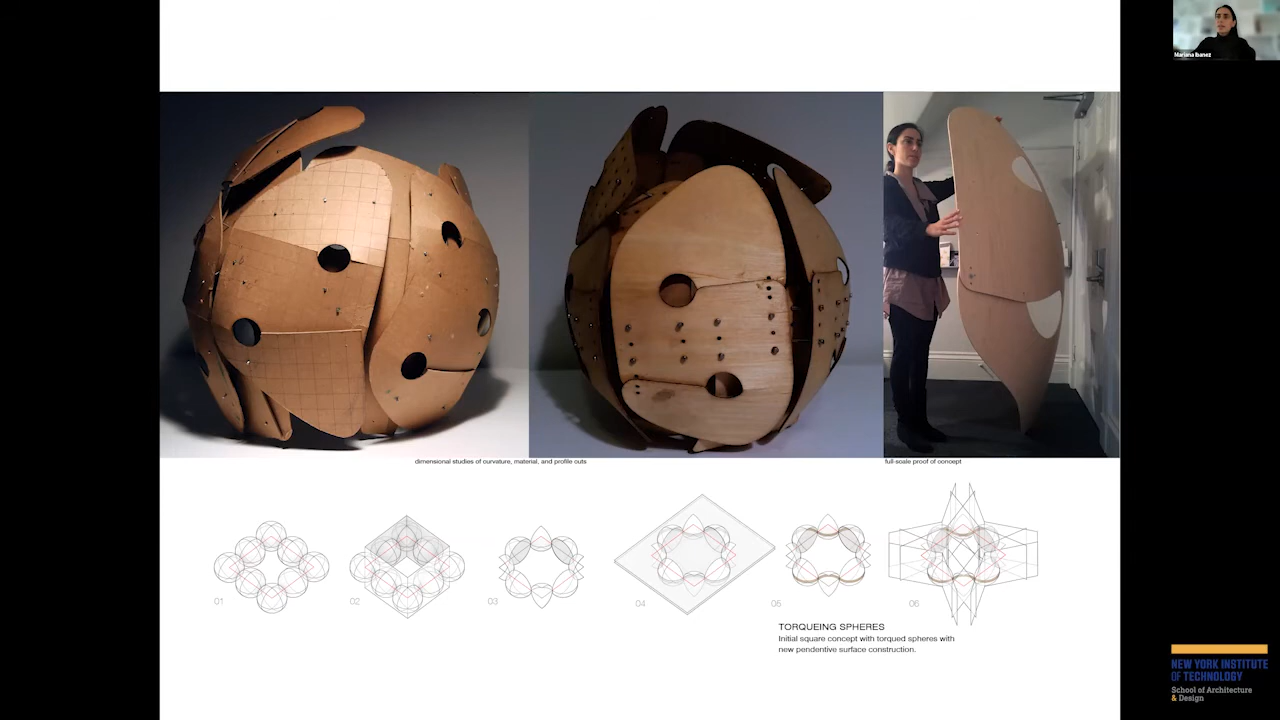 Mariana Ibanez
dimensional studies of curvature, material, and profile cuts
full-scale proof of concept
01
02
03
04
05
06
TORQUEING SPHERES
Initial square concept with torqued spheres with
new pendentive surface construction.
NEW YORK INSTITUTE
OF TECHNOLOGY
School of Architecture
& Design